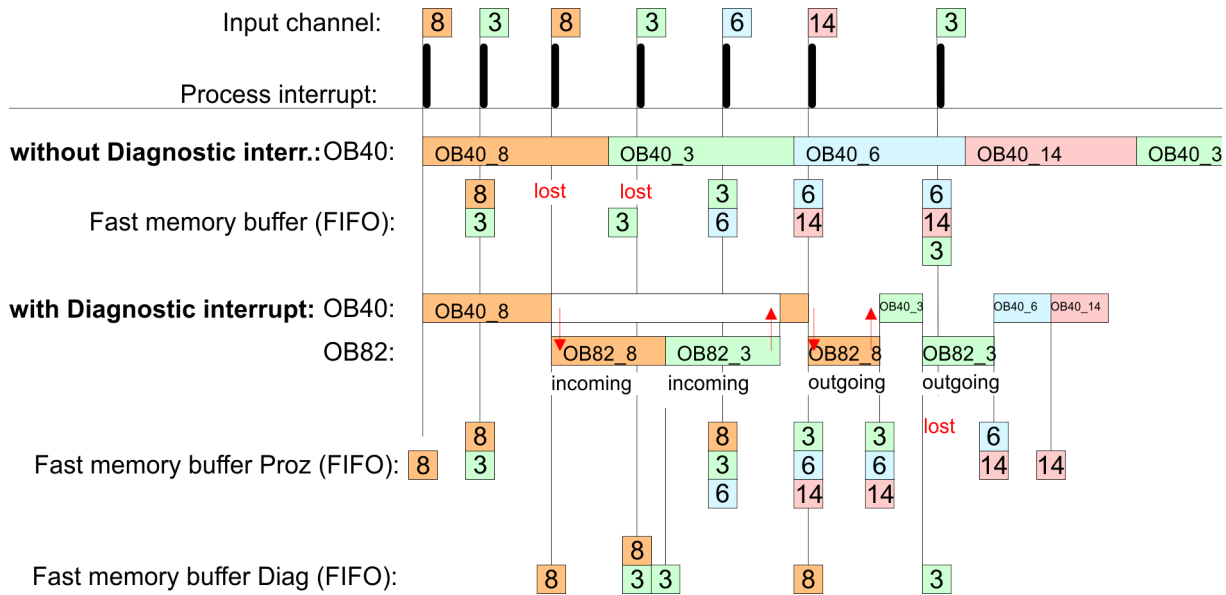 Input channel: 8 3 8 3 6 14 3
Process interrupt:
without Diagnostic interr.: OB40: OB40_8 OB40_3 OB40_6 OB40_14 OB40_3
8 lost lost 3 6 6
Fast memory buffer (FIFO): 3 3 6 14 14
3
with Diagnostic interrupt: OB40: OB40_8 OB40_3 OB40_6 OB40_14
OB82: OB82_8 OB82_3 OB82_8 OB82_3
incoming incoming outgoing outgoing
8 8 3 3 lost 6
Fast memory buffer Proz (FIFO): 8 3 3 6 6 14 14
6 14 14
8
Fast memory buffer Diag (FIFO): 8 3 3 8 3